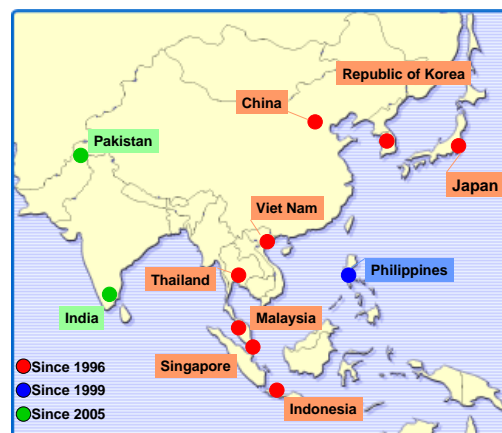 Republic of Korea
China
Pakistan
Japan
Viet Nam
Philippines
Thailand
India
Malaysia
Singapore
Indonesia
Since 1996
Since 1999
Since 2005